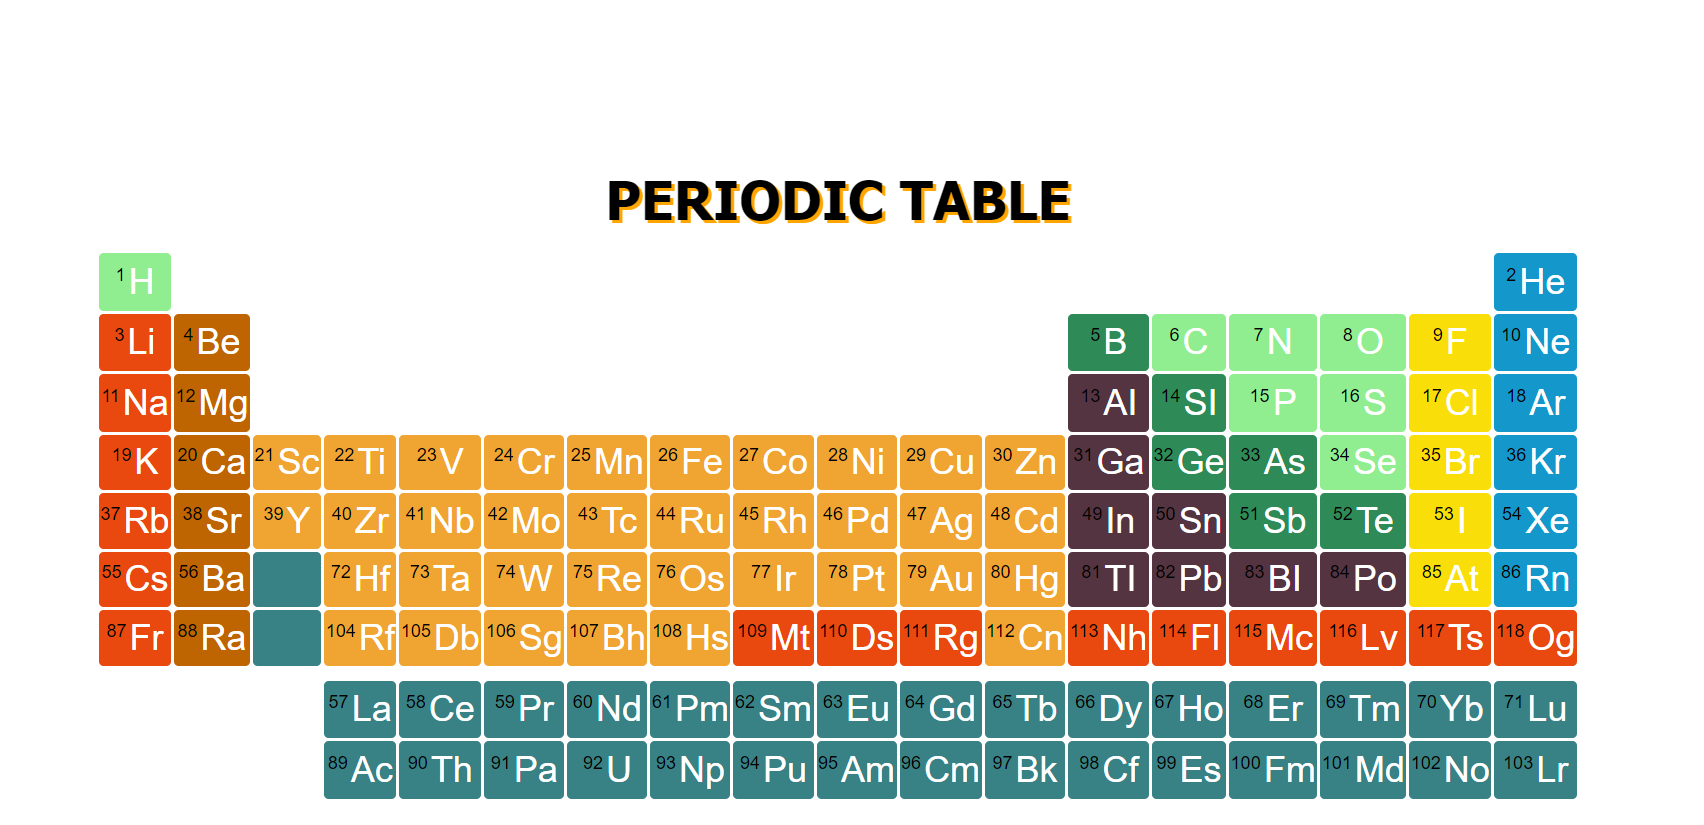 PERIODIC TABLE
1 H 2 He
3 Li 4 Be 5 B 6 C 7 N 8 O 9 F 10 Ne
11 Na 12 Mg 13 Al 14 SI 15 P 16 S 17 Cl 18 Ar
19 K 20 Ca 21 Sc 22 Ti 23 V 24 Cr 25 Mn 26 Fe 27 Co 28 Ni 29 Cu 30 Zn 31 Ga 32 Ge 33 As 34 Se 35 Br 36 Kr
37 Rb 38 Sr 39 Y 40 Zr 41 Nb 42 Mo 43 Tc 44 Ru 45 Rh 46 Pd 47 Ag 48 Cd 49 In 50 Sn 51 Sb 52 Te 53 I 54 Xe
55 Cs 56 Ba 72 Hf 73 Ta 74 W 75 Re 76 Os 77 Ir 78 Pt 79 Au 80 Hg 81 Tl 82 Pb 83 BI 84 Po 85 At 86 Rn
87 Fr 88 Ra 104 Rf 105 Db 106 Sg 107 Bh 108 Hs 109 Mt 110 Ds 111 Rg 112 Cn 113 Nh 114 Fl 115 Mc 116 Lv 117 Ts 118 Og
57 La 58 Ce 59 Pr 60 Nd 61 Pm 62 Sm 63 Eu 64 Gd 65 Tb 66 Dy 67 Ho 68 Er 69 Tm 70 Yb 71 Lu
89 Ac 90 Th 91 Pa 92 U 93 Np 94 Pu 95 Am 96 Cm 97 Bk 98 Cf 99 Es 100 Fm 101 Md 102 No 103 Lr